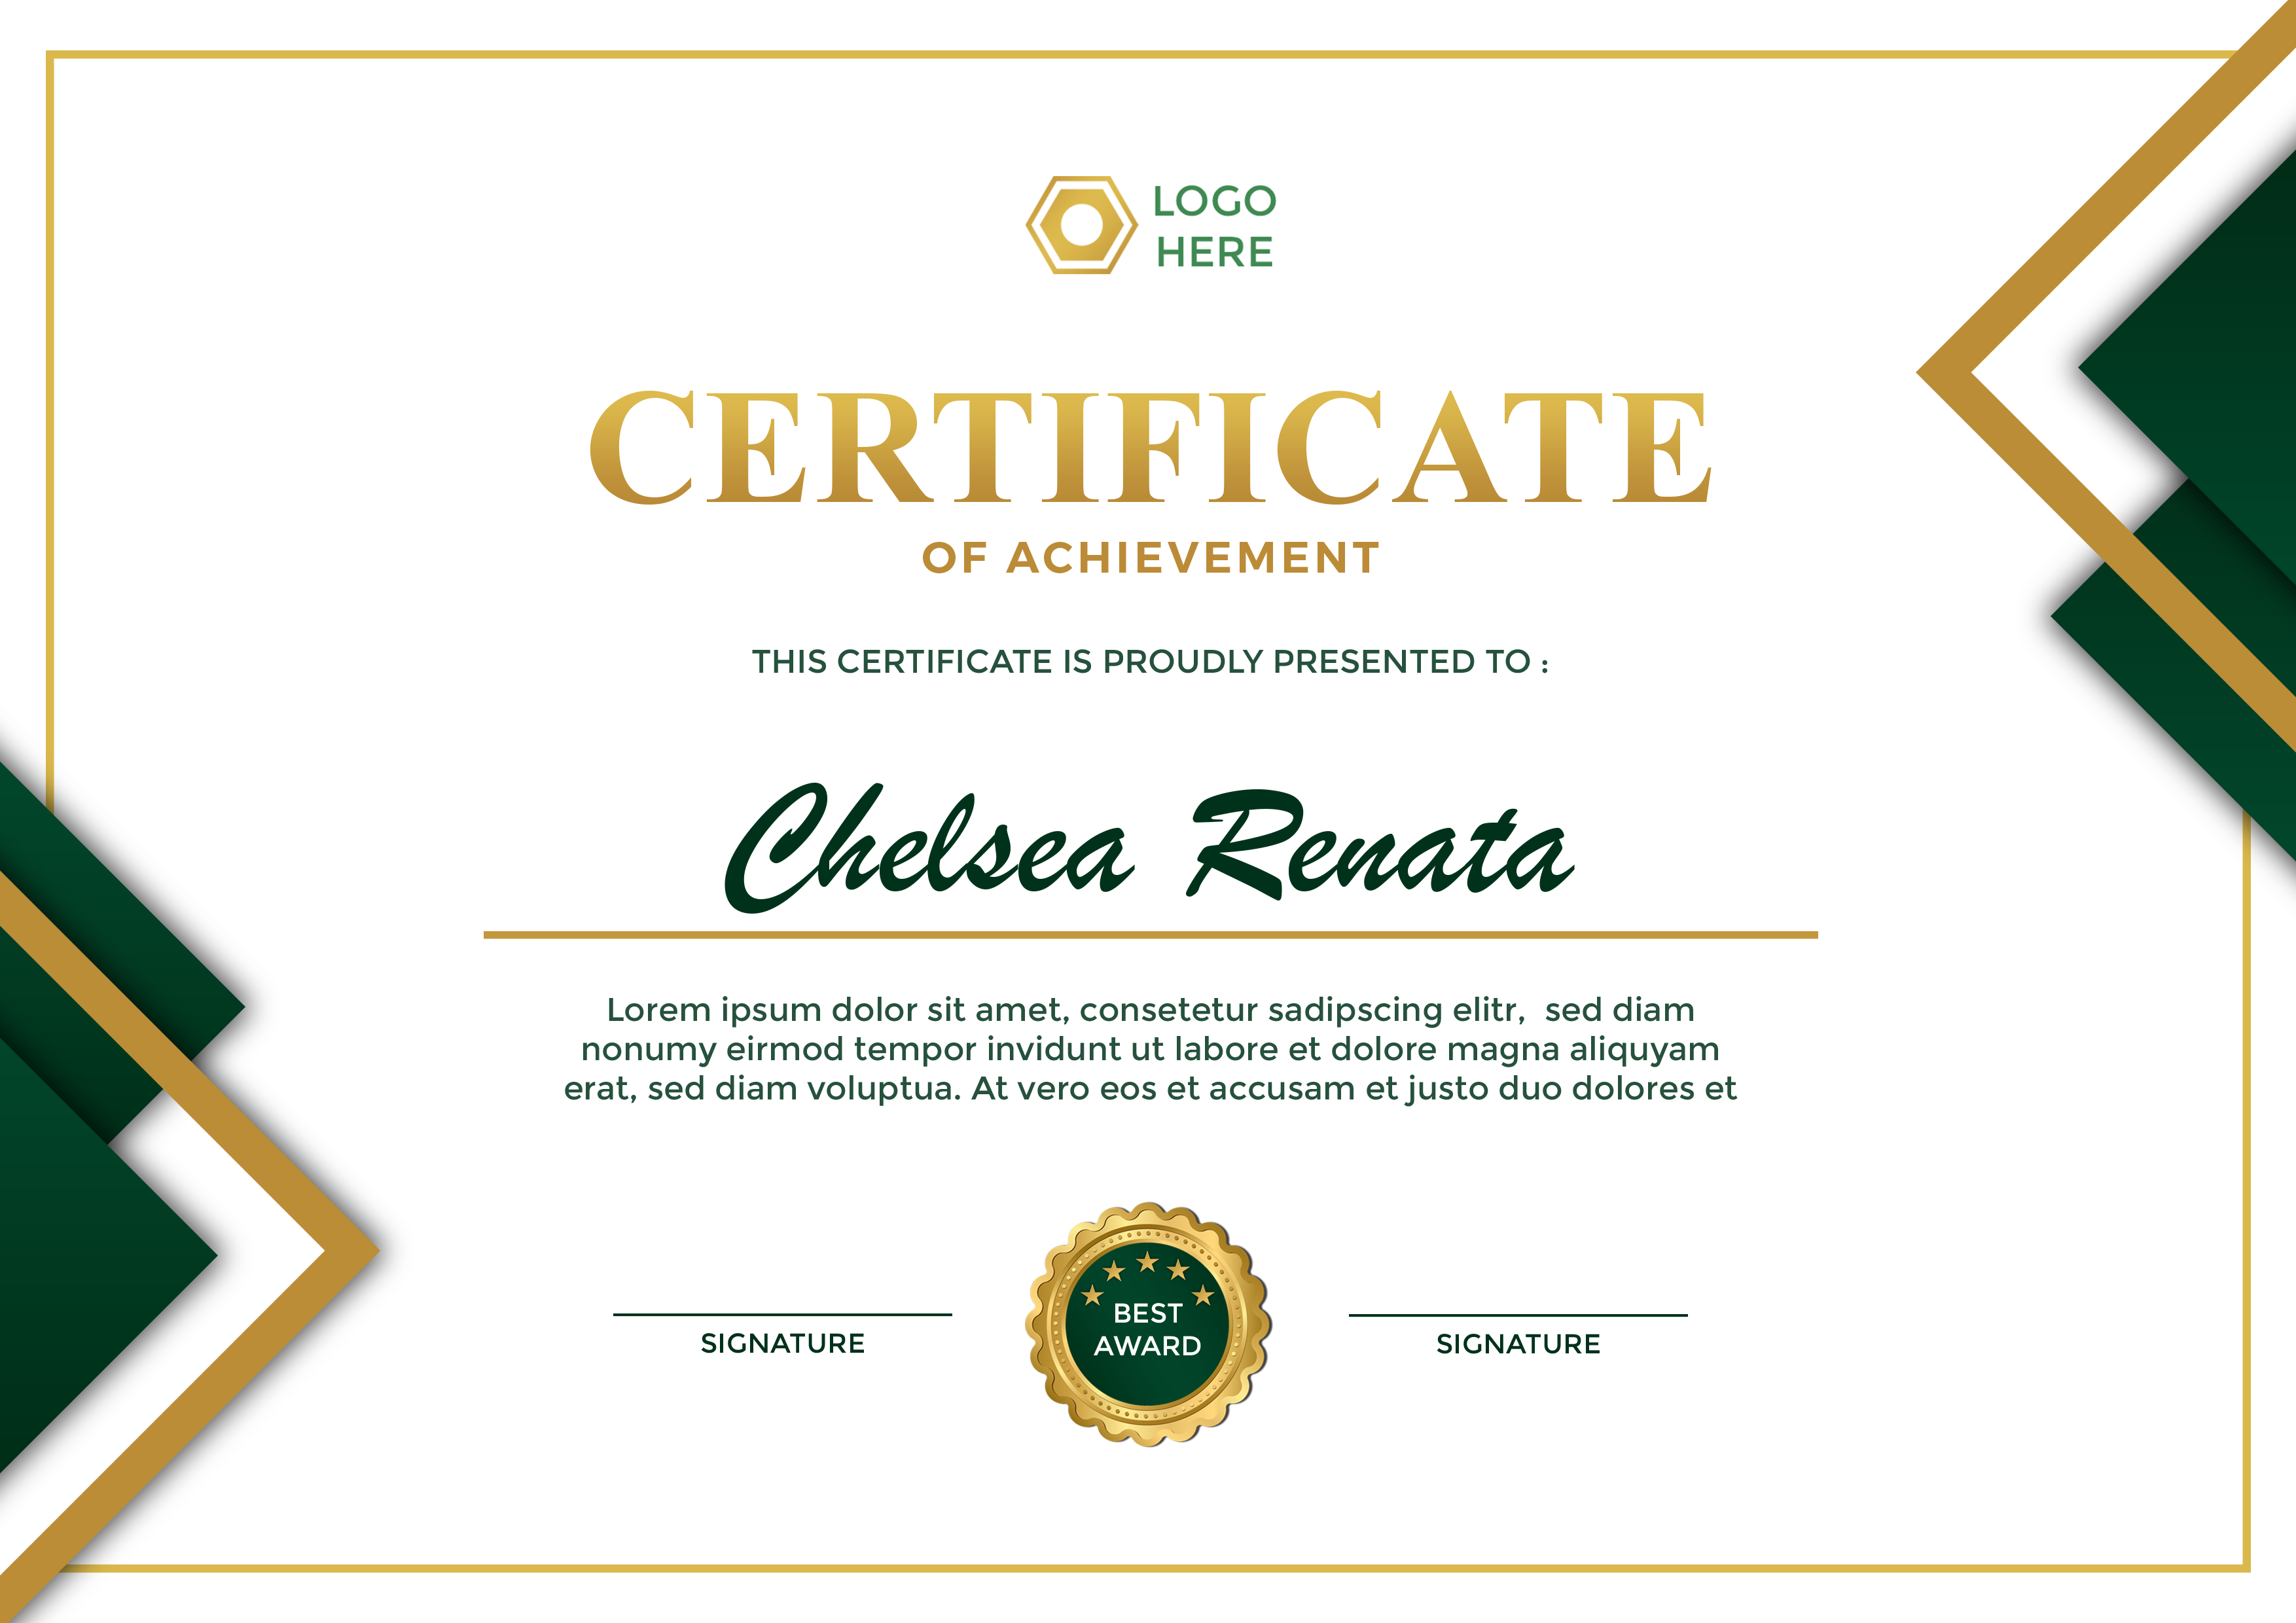 LOGO
HERE
CERTIFICATE
OF ACHIEVEMENT
THIS CERTIFICATE IS PROUDLY PRESENTED TO :
Chelsea Renata
Lorem ipsum dolor sit amet, consetetur sadipscing elitr,  sed diam
nonumy eirmod tempor invidunt ut labore et dolore magna aliquyam
erat, sed diam voluptua. At vero eos et accusam et justo duo dolores et
BEST
AWARD
SIGNATURE
SIGNATURE